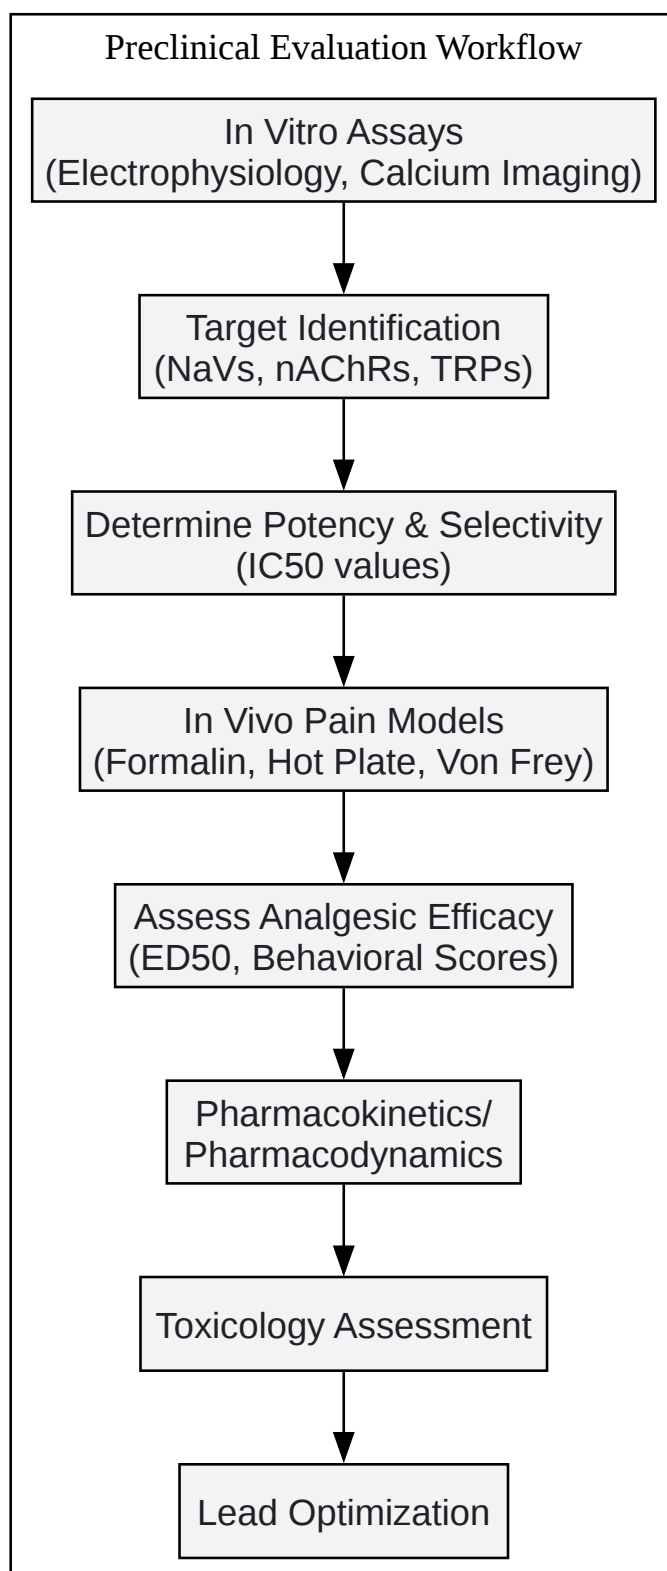 Preclinical Evaluation Workflow
In Vitro Assays
(Electrophysiology, Calcium Imaging)
Target Identification
(NaVs, nAChRs, TRPs)
Determine Potency & Selectivity
(IC50 values)
In Vivo Pain Models
(Formalin, Hot Plate, Von Frey)
Assess Analgesic Efficacy
(ED50, Behavioral Scores)
Pharmacokinetics/
Pharmacodynamics
Toxicology Assessment
Lead Optimization